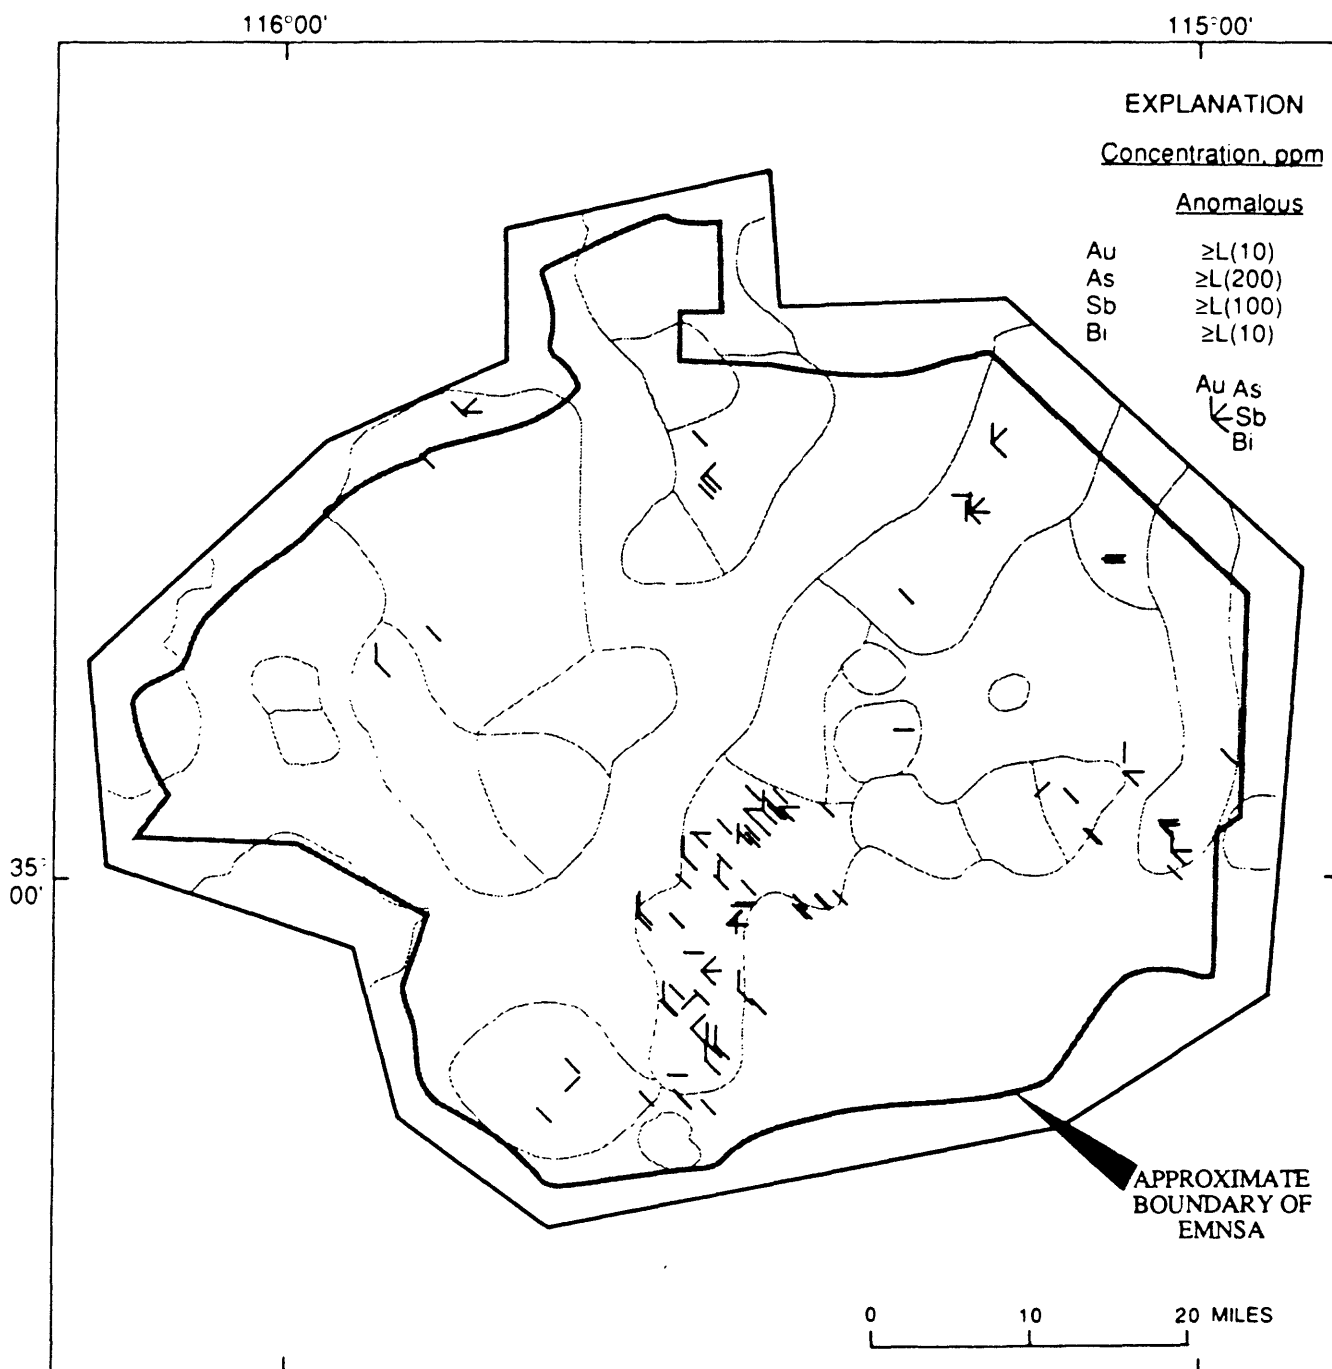 116°00'
115°00'
EXPLANATION
Concentration, ppm
Anomalous
Au ≥L(10)
As ≥L(200)
Sb ≥L(100)
Bi ≥L(10)
Au As
Sb
Bi
35°
00'
APPROXIMATE
BOUNDARY OF
EMNSA
0 10 20 MILES